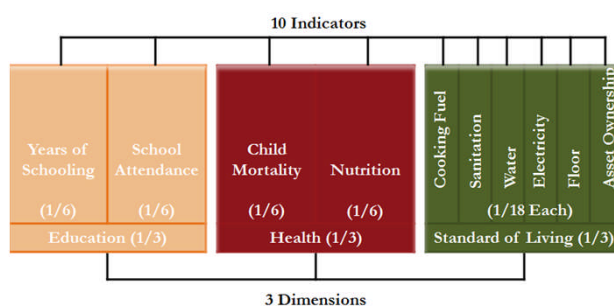 10 Indicators
Years of
Schooling
(1/6)
School
Attendance
(1/6)
Education (1/3)
Child
Mortality
(1/6)
Nutrition
(1/6)
Health (1/3)
Cooking Fuel
Sanitation
Water
Electricity
Floor
Asset Ownership
(1/18 Each)
Standard of Living (1/3)
3 Dimensions